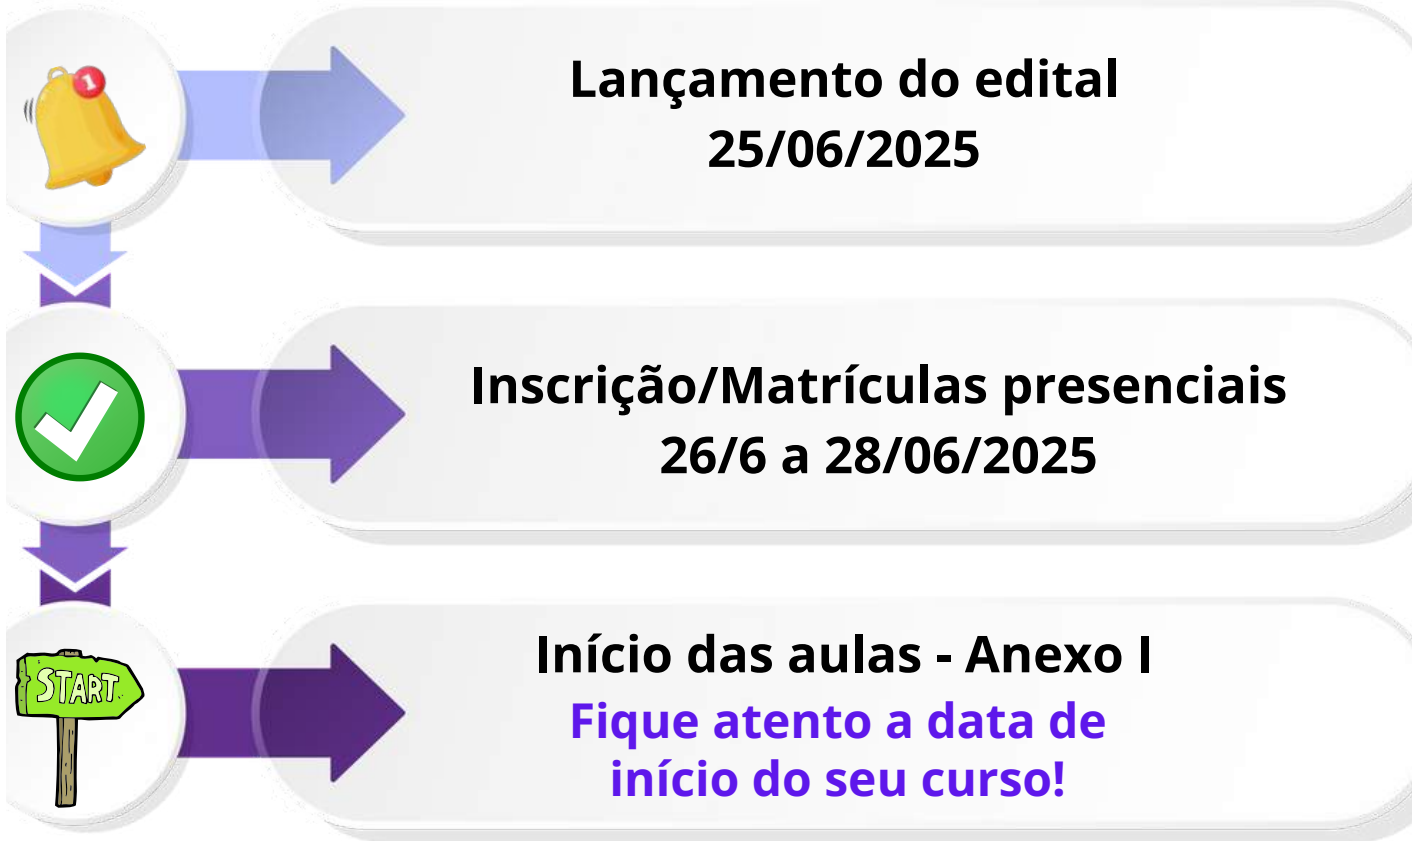 1
Lançamento do edital
25/06/2025
Inscrição/Matrículas presenciais
26/6 a 28/06/2025
START
Início das aulas - Anexo I
Fique atento a data de
início do seu curso!